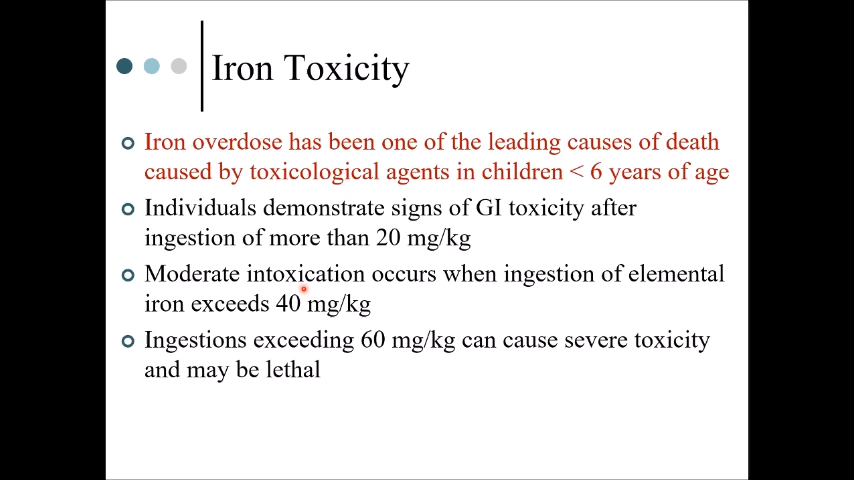 Iron Toxicity
Iron overdose has been one of the leading causes of death
caused by toxicological agents in children < 6 years of age
Individuals demonstrate signs of GI toxicity after
ingestion of more than 20 mg/kg
Moderate intoxication occurs when ingestion of elemental
iron exceeds 40 mg/kg
Ingestions exceeding 60 mg/kg can cause severe toxicity
and may be lethal